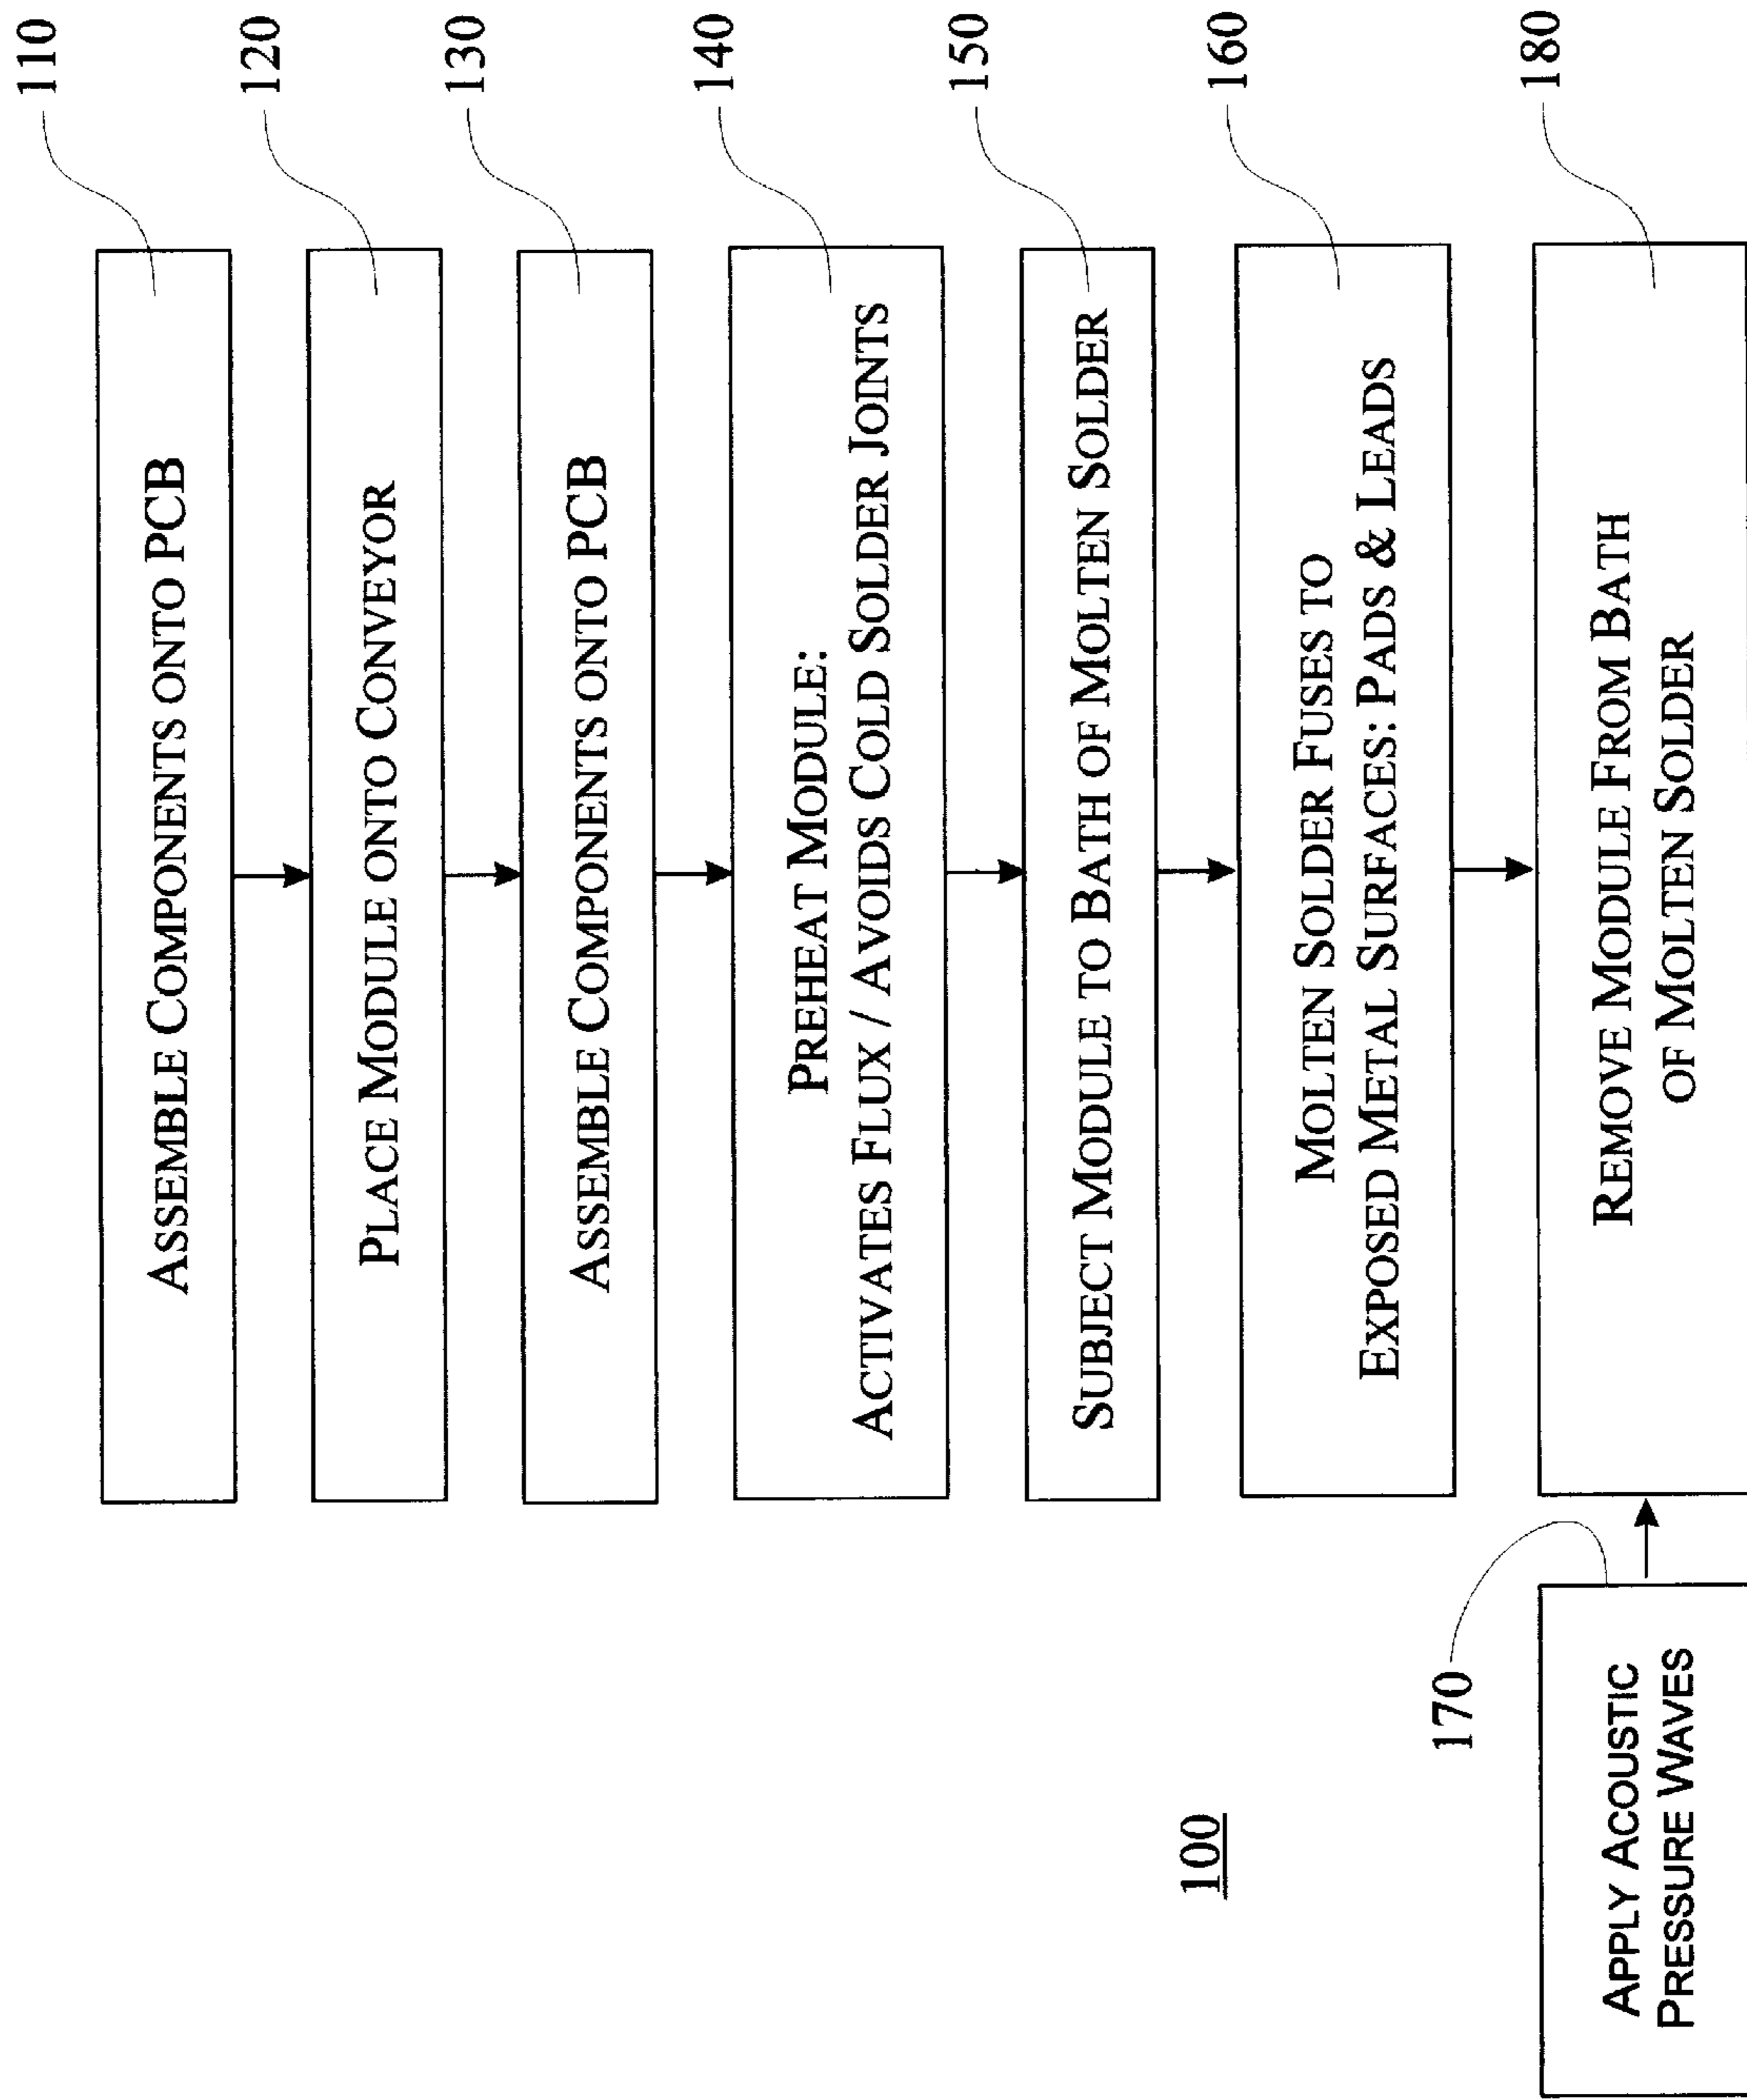 110
ASSEMBLE COMPONENTS ONTO PCB
120
PLACE MODULE ONTO CONVEYOR
130
ASSEMBLE COMPONENTS ONTO PCB
140
PREHEAT MODULE:
ACTIVATES FLUX / AVOIDS COLD SOLDER JOINTS
150
SUBJECT MODULE TO BATH OF MOLTEN SOLDER
160
MOLTEN SOLDER FUSES TO
EXPOSED METAL SURFACES: PADS & LEADS
100
170
APPLY ACOUSTIC
PRESSURE WAVES
180
REMOVE MODULE FROM BATH
OF MOLTEN SOLDER